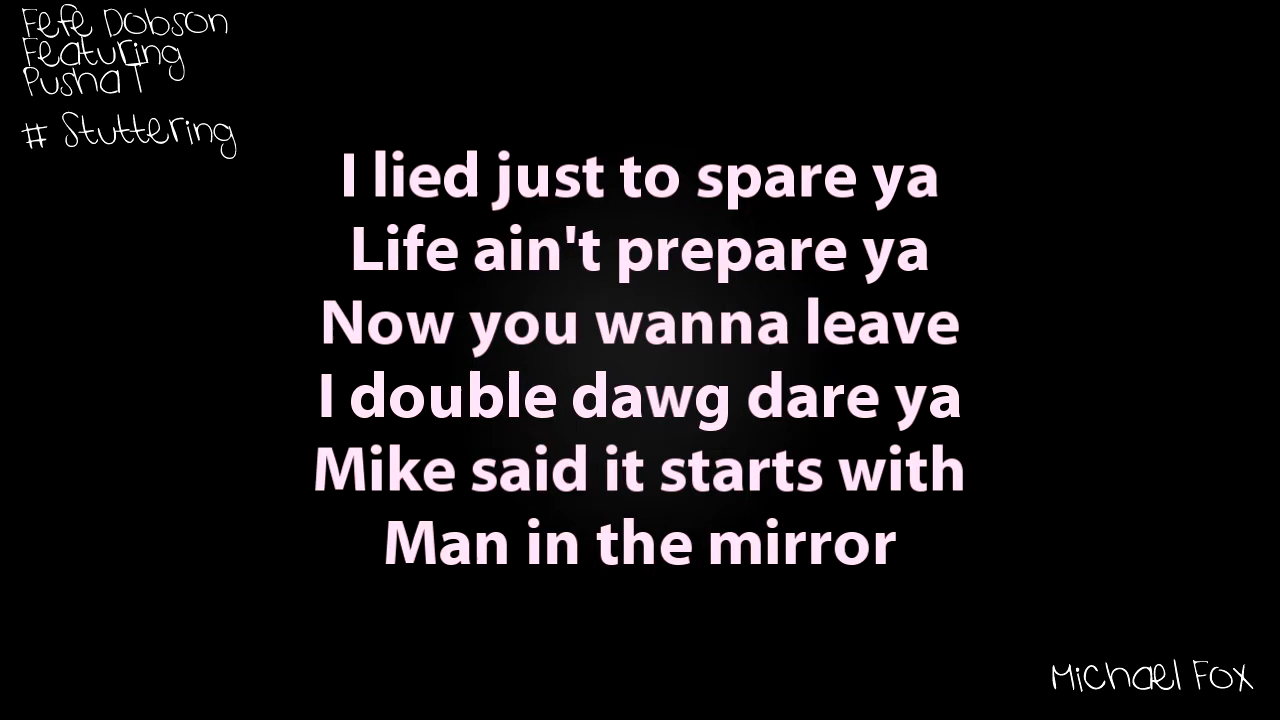 Fefe Dobson
Featuring
Pusha T
# Stuttering
I lied just to spare ya
Life ain't prepare ya
Now you wanna leave
I double dawg dare ya
Mike said it starts with
Man in the mirror
Michael Fox